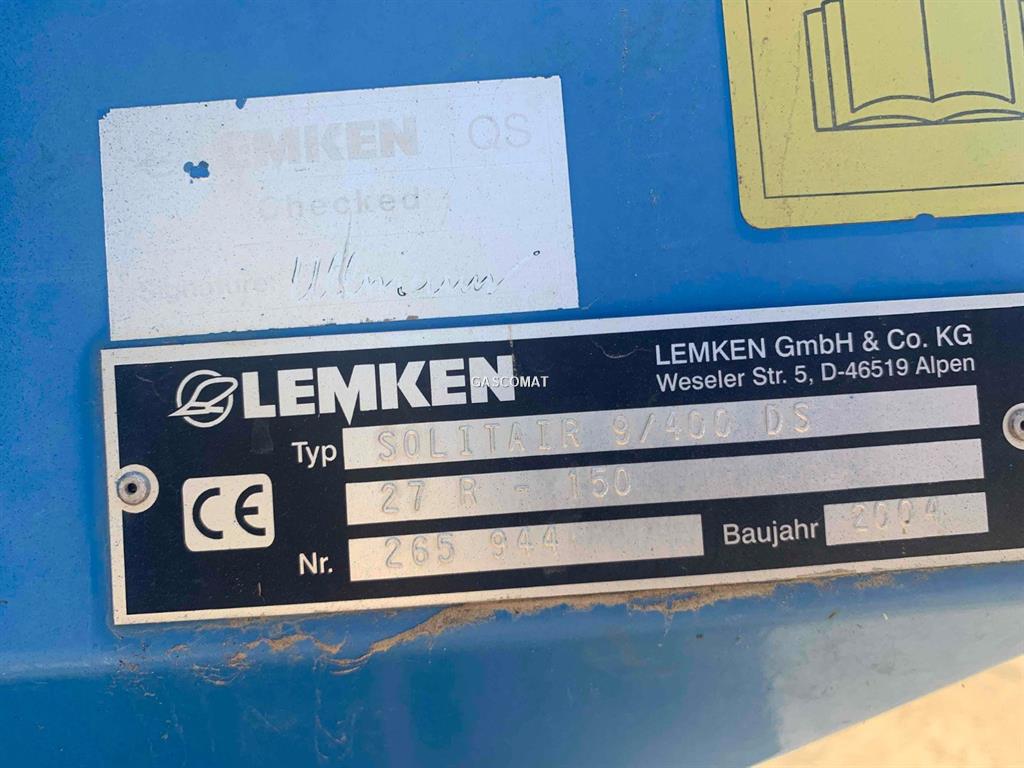 LEMKEN QS
Checked
Signature:
LEMKEN
LEMKEN GmbH & Co. KG
Weseler Str. 5, D-46519 Alpen
GASCOMAT
Typ SOLITAIR 9/400 DS
27 R - 150
CE
Nr. 265 944
Baujahr 2004